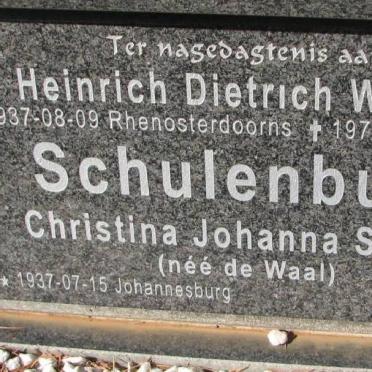 Ter nagedagtenis aa
Heinrich Dietrich W
937-08-09 Rhenosterdoorns ✝ 197
Schulenbu
Christina Johanna S
(néé de Waal)
* 1937-07-15 Johannesburg